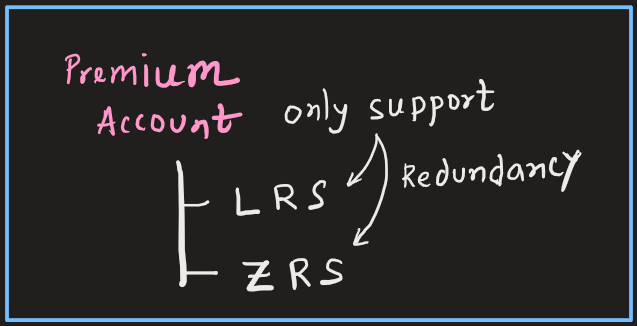 Premium
Account only support
Redundancy
LRS
ZRS